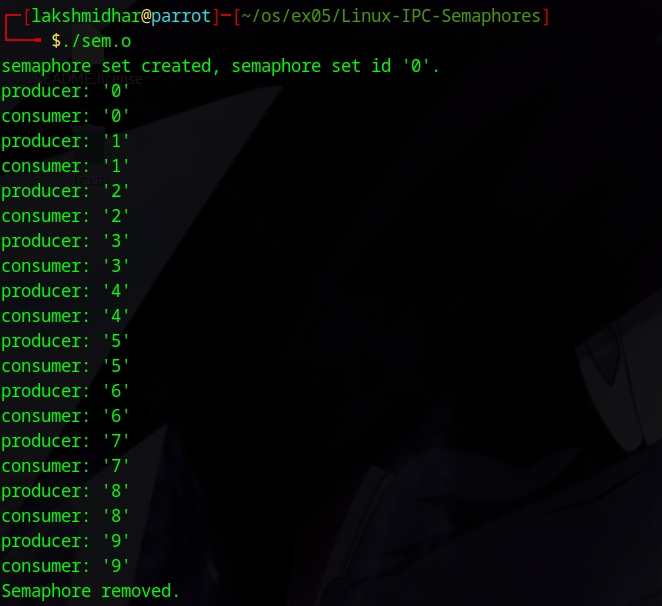 ┌─[lakshmidhar@parrot]─[~/os/ex05/Linux-IPC-Semaphores]
└──╼ $./sem.o
semaphore set created, semaphore set id '0'.
README.license
producer: '0'
consumer: '0'
producer: '1'
consumer: '1'
producer: '2'
consumer: '2'
producer: '3'
consumer: '3'
producer: '4'
consumer: '4'
producer: '5'
consumer: '5'
producer: '6'
consumer: '6'
producer: '7'
consumer: '7'
producer: '8'
consumer: '8'
producer: '9'
consumer: '9'
Semaphore removed.